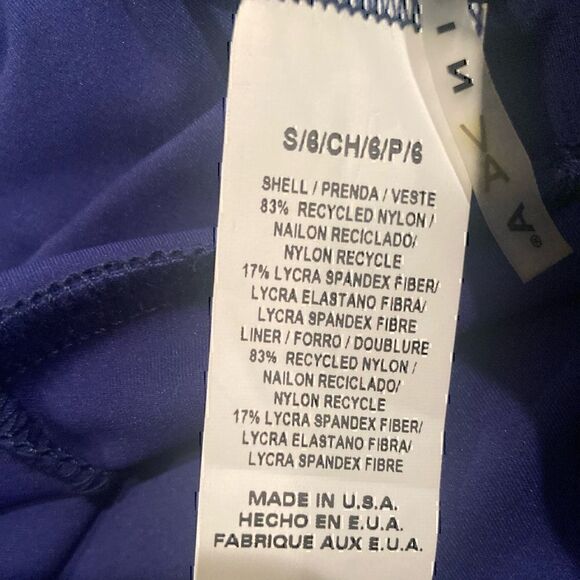 S/6/CH/6/P/6
SHELL / PRENDA / VESTE
83% RECYCLED NYLON /
NAILON RECICLADO/
NYLON RECYCLE
17% LYCRA SPANDEX FIBER/
LYCRA ELASTANO FIBRA/
LYCRA SPANDEX FIBRE
LINER / FORRO / DOUBLURE
83% RECYCLED NYLON /
NAILON RECICLADO/
NYLON RECYCLE
17% LYCRA SPANDEX FIBER/
LYCRA ELASTANO FIBRA/
LYCRA SPANDEX FIBRE
MADE IN U.S.A.
HECHO EN E.U.A.
FABRIQUE AUX E.U.A.